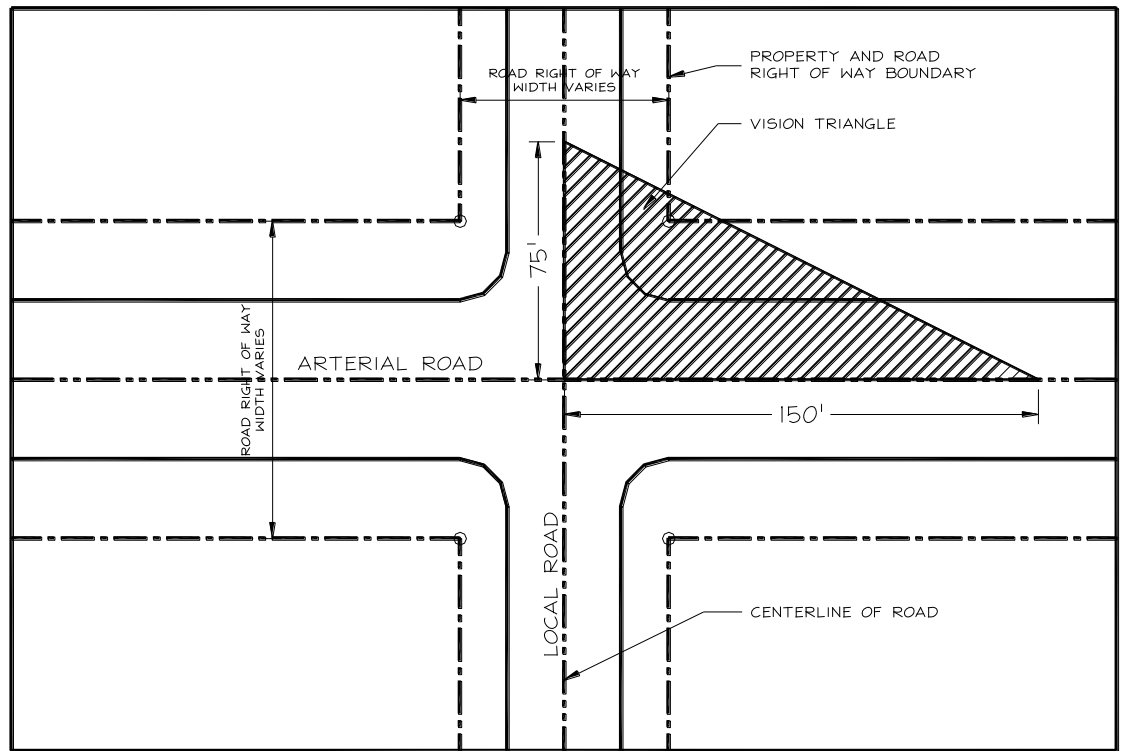 PROPERTY AND ROAD
RIGHT OF WAY BOUNDARY
ROAD RIGHT OF WAY
WIDTH VARIES
VISION TRIANGLE
75'
ROAD RIGHT OF WAY
WIDTH VARIES
ARTERIAL ROAD
150'
LOCAL ROAD
CENTERLINE OF ROAD